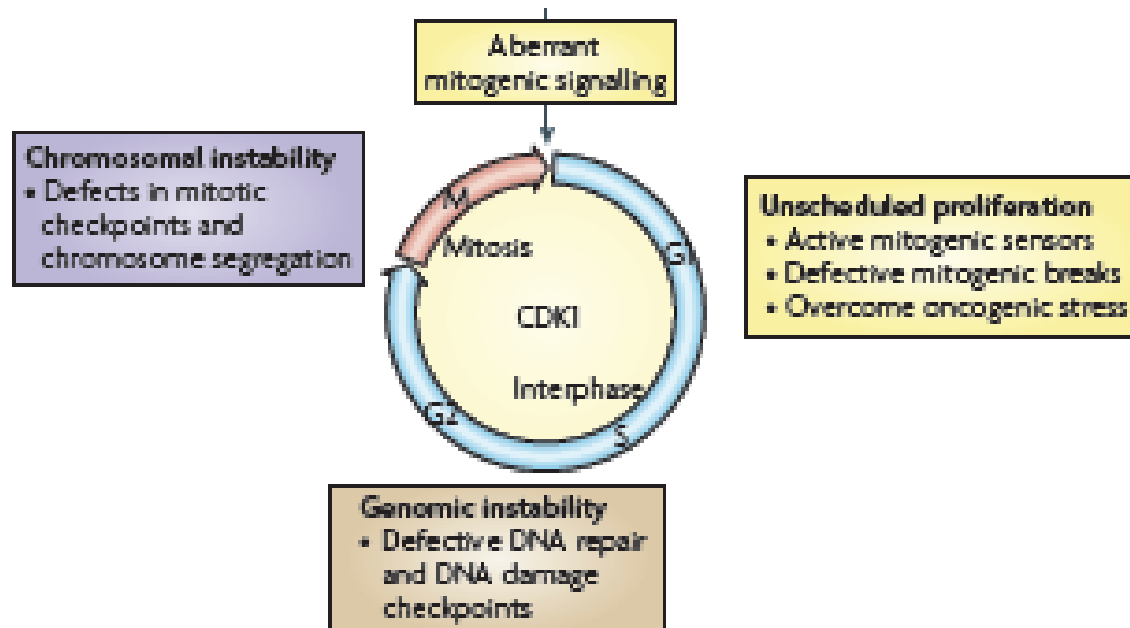 Aberrant
mitogenic signalling
Chromosomal instability
• Defects in mitotic
checkpoints and
chromosome segregation
M
Mitosis
G1
Unscheduled proliferation
• Active mitogenic sensors
• Defective mitogenic breaks
• Overcome oncogenic stress
CDK1
Interphase
G2
S
Genomic instability
• Defective DNA repair
and DNA damage
checkpoints